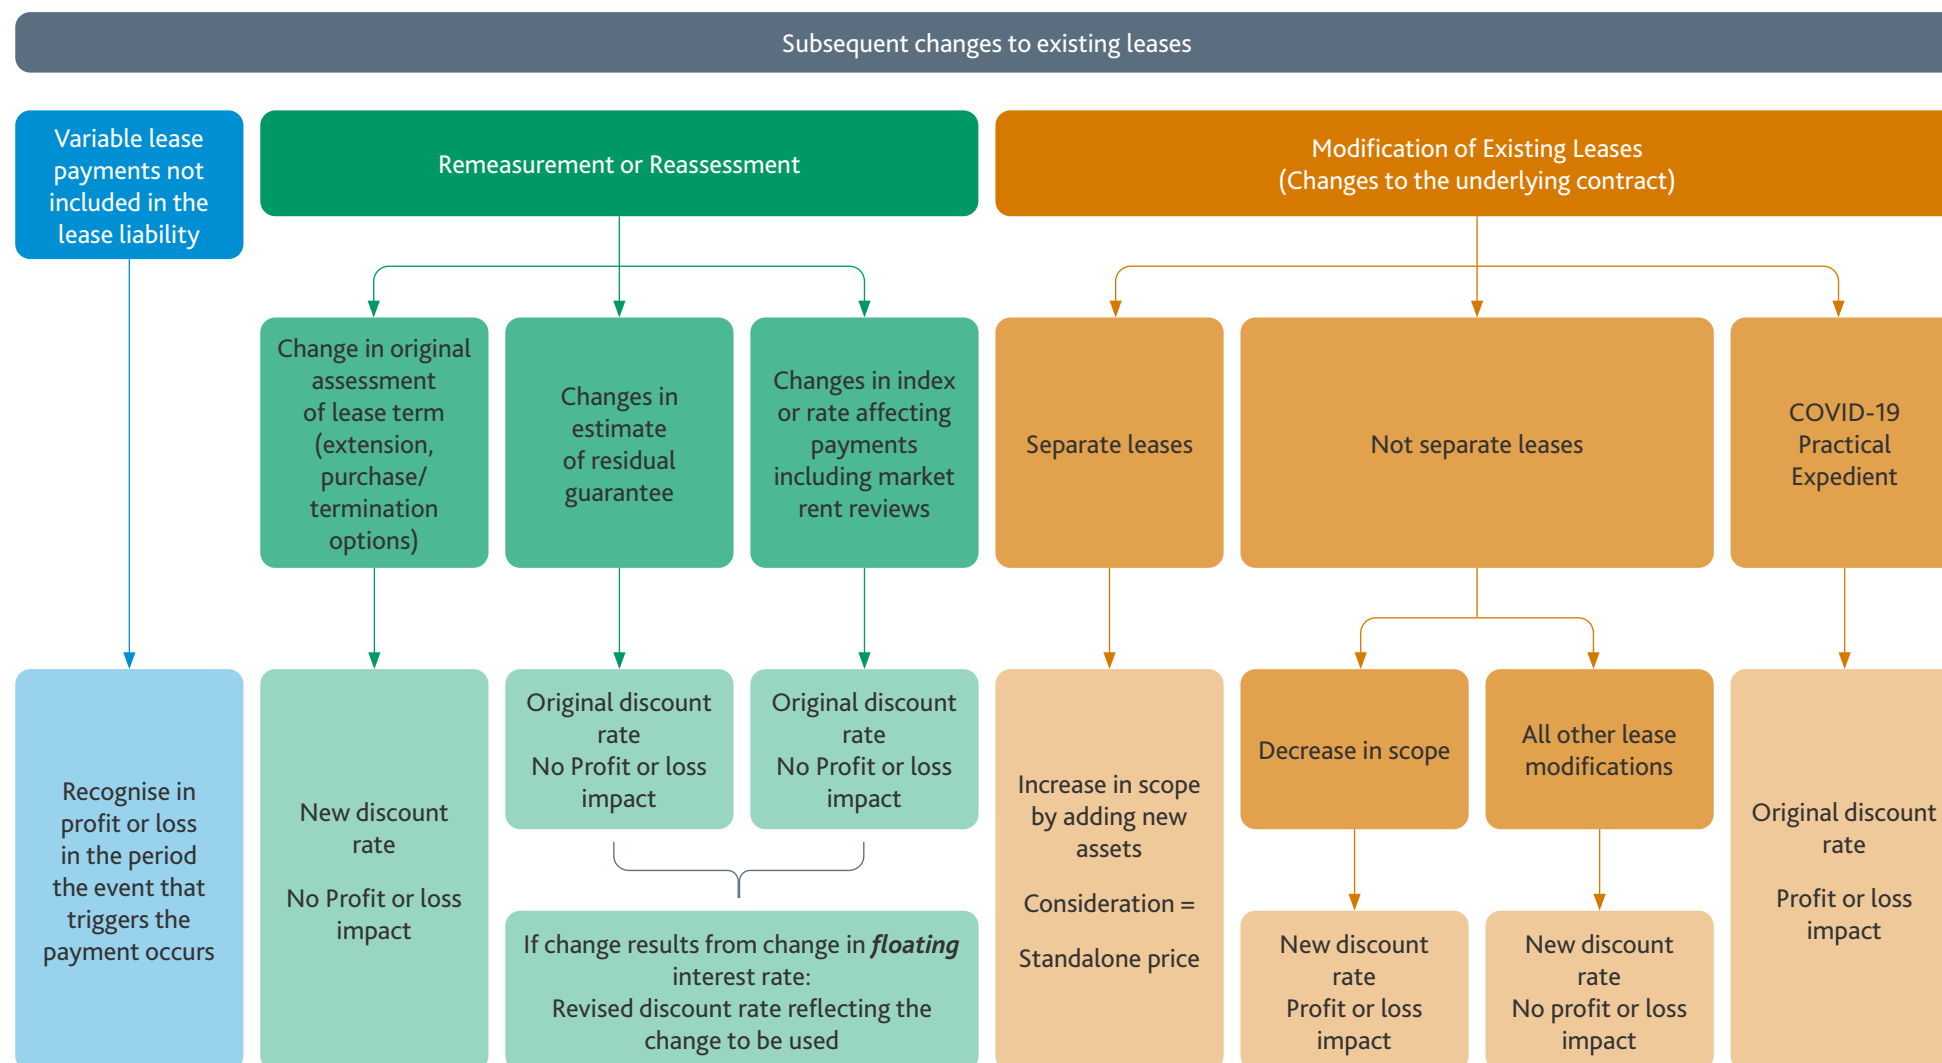 Subsequent changes to existing leases
Variable lease
payments not
included in the
lease liability
Remeasurement or Reassessment
Modification of Existing Leases
(Changes to the underlying contract)
Change in original
assessment
of lease term
(extension,
purchase/
termination
options)
Changes in
estimate
of residual
guarantee
Changes in index
or rate affecting
payments
including market
rent reviews
Separate leases
Not separate leases
COVID-19
Practical
Expedient
Recognise in
profit or loss
in the period
the event that
triggers the
payment occurs
New discount
rate
No Profit or loss
impact
Original discount
rate
No Profit or loss
impact
Original discount
rate
No Profit or loss
impact
If change results from change in floating
interest rate:
Revised discount rate reflecting the
change to be used
Increase in scope
by adding new
assets
Consideration =
Standalone price
Decrease in scope
All other lease
modifications
New discount
rate
Profit or loss
impact
New discount
rate
No profit or loss
impact
Original discount
rate
Profit or loss
impact